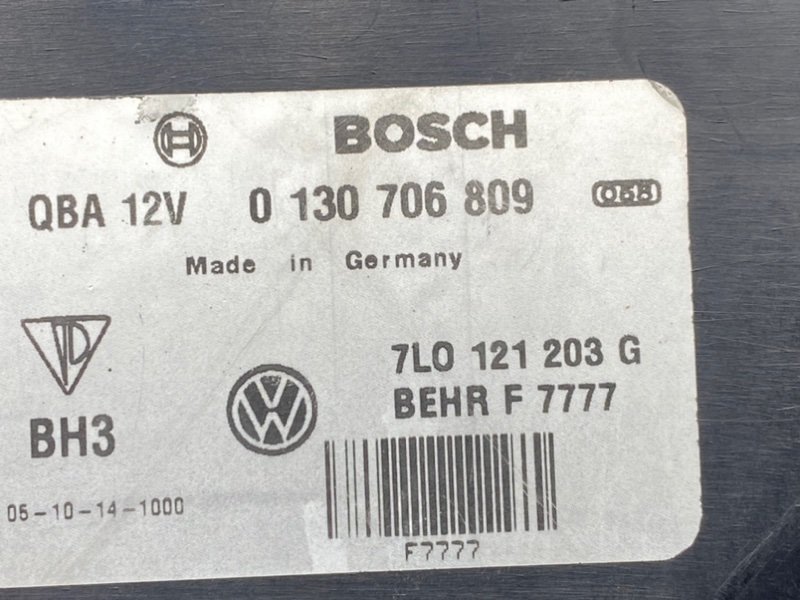 BOSCH
QBA 12V 0 130 706 809
Made in Germany
7L0 121 203 G
BEHR F 7777
BH3
05-10-14-1000
F7777